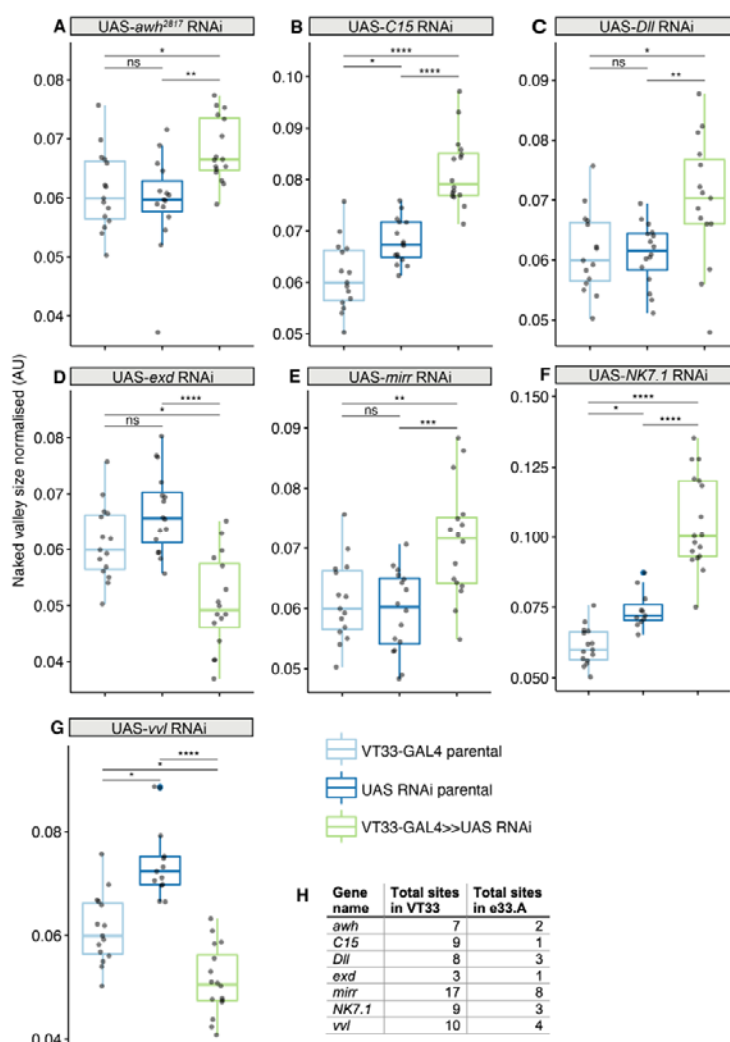 A UAS-awh²⁸¹⁷ RNAi
B UAS-C15 RNAi
C UAS-Dll RNAi
*
ns
**
0.08
0.07
0.06
0.05
0.04
****
*
****
0.10
0.09
0.08
0.07
0.06
0.05
*
ns
**
0.09
0.08
0.07
0.06
0.05
Naked valley size normalised (AU)
D UAS-exd RNAi
E UAS-mirr RNAi
F UAS-NK7.1 RNAi
****
*
ns
0.08
0.07
0.06
0.05
0.04
**
ns
***
0.09
0.08
0.07
0.06
0.05
****
*
****
0.150
0.125
0.100
0.075
0.050
G UAS-vvl RNAi
****
*
*
0.08
0.06
0.04
VT33-GAL4 parental
UAS RNAi parental
VT33-GAL4>>UAS RNAi
H Gene name Total sites in VT33 Total sites in e33.A
awh 7 2
C15 9 1
Dll 8 3
exd 3 1
mirr 17 8
NK7.1 9 3
vvl 10 4